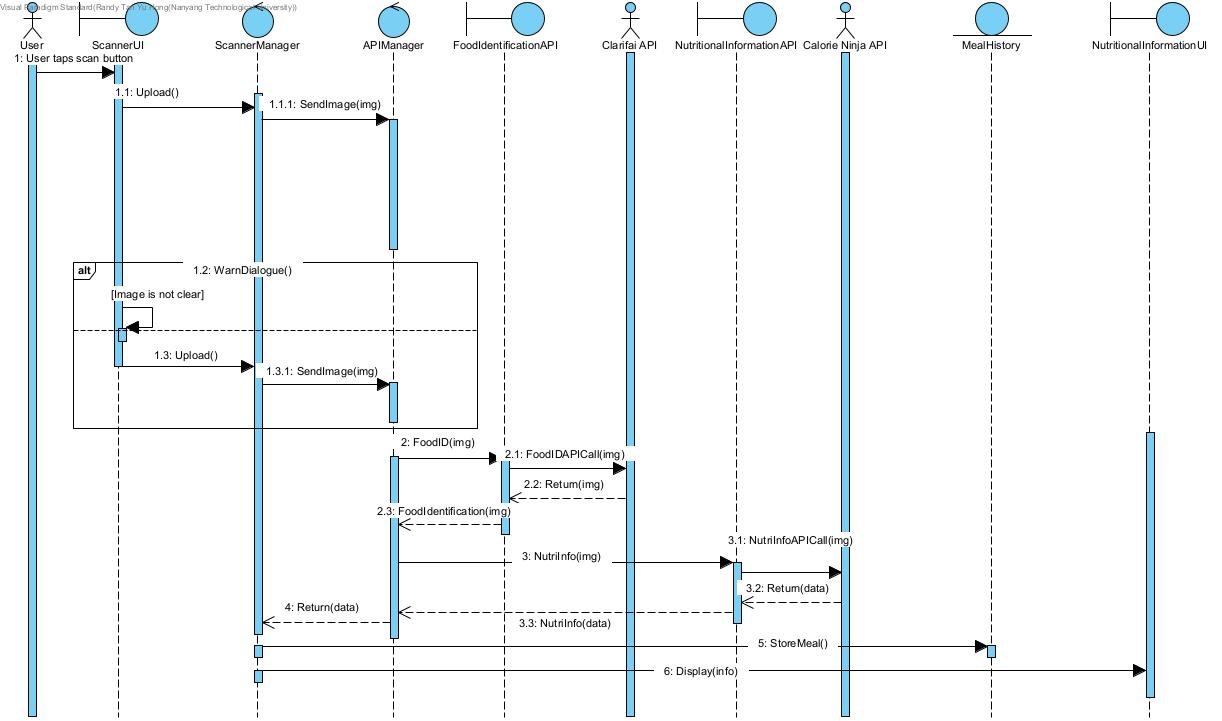 Visual Paradigm Standard(Randy Tan Yu Hong(Nanyang Technological University))
User
ScannerUI
ScannerManager
APIManager
FoodIdentificationAPI
Clarifai API
NutritionalInformationAPI
Calorie Ninja API
MealHistory
NutritionalInformationUI
1: User taps scan button
1.1: Upload()
1.1.1: SendImage(img)
alt
1.2: WarnDialogue()
[Image is not clear]
1.3: Upload()
1.3.1: SendImage(img)
2: FoodID(img)
2.1: FoodIDAPICall(img)
2.2: Return(img)
2.3: FoodIdentification(img)
3.1: NutriInfoAPICall(img)
3: NutriInfo(img)
3.2: Return(data)
4: Return(data)
3.3: NutriInfo(data)
5: StoreMeal()
6: Display(info)